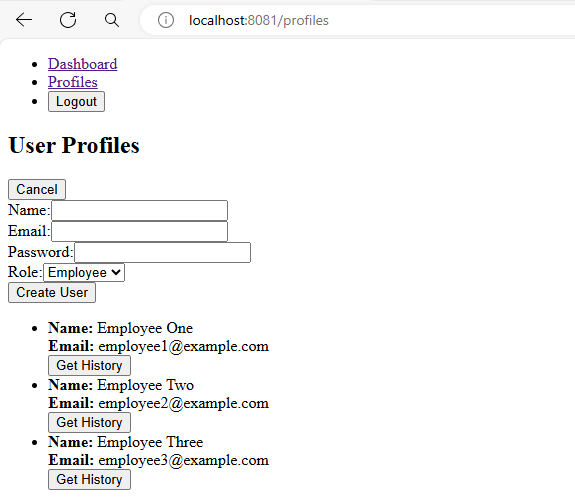 localhost:8081/profiles
Dashboard
Profiles
Logout
User Profiles
Cancel
Name:
Email:
Password:
Role: Employee
Create User
Name: Employee One
Email: employee1@example.com
Get History
Name: Employee Two
Email: employee2@example.com
Get History
Name: Employee Three
Email: employee3@example.com
Get History